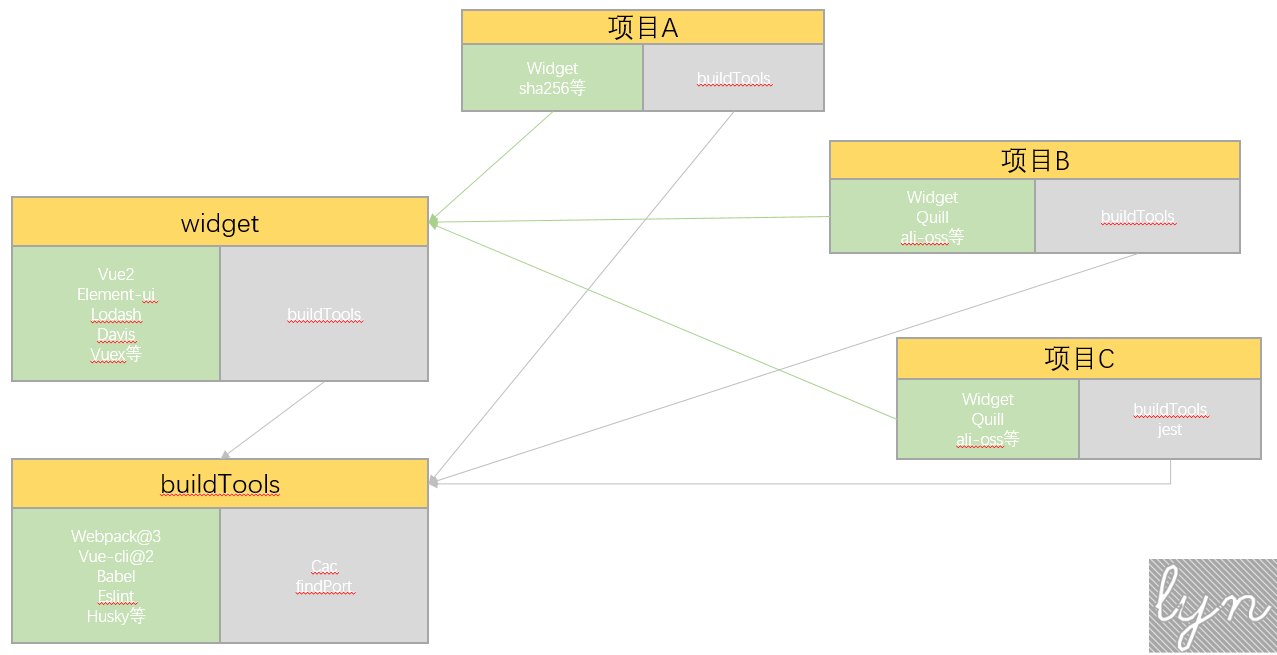 项目A
Widget
sha256等
buildTools
项目B
Widget
Quill
ali-oss等
buildTools
widget
Vue2
Element-ui
Lodash
Davis
Vuex等
buildTools
项目C
Widget
Quill
ali-oss等
buildTools
jest
buildTools
Webpack@3
Vue-cli@2
Babel
Eslint
Husky等
Cac
findPort
lyn